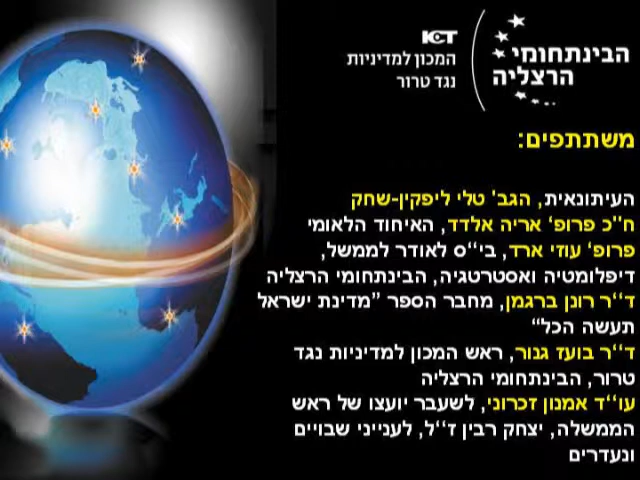 הבינתחומי
הרצליה
ICT
המכון למדיניות
נגד טרור
משתתפים:
העיתונאית, הגב' טלי ליפקין-שחק
ח"כ פרופ' אריה אלדד, האיחוד הלאומי
פרופ' עוזי ארד, בי"ס לאודר לממשל,
דיפלומטיה ואסטרטגיה, הבינתחומי הרצליה
ד"ר רונן ברגמן, מחבר הספר "מדינת ישראל
תעשה הכל"
ד"ר בועז גנור, ראש המכון למדיניות נגד
טרור, הבינתחומי הרצליה
עו"ד אמנון זכרוני, לשעבר יועצו של ראש
הממשלה, יצחק רבין ז"ל, לענייני שבויים
ונעדרים